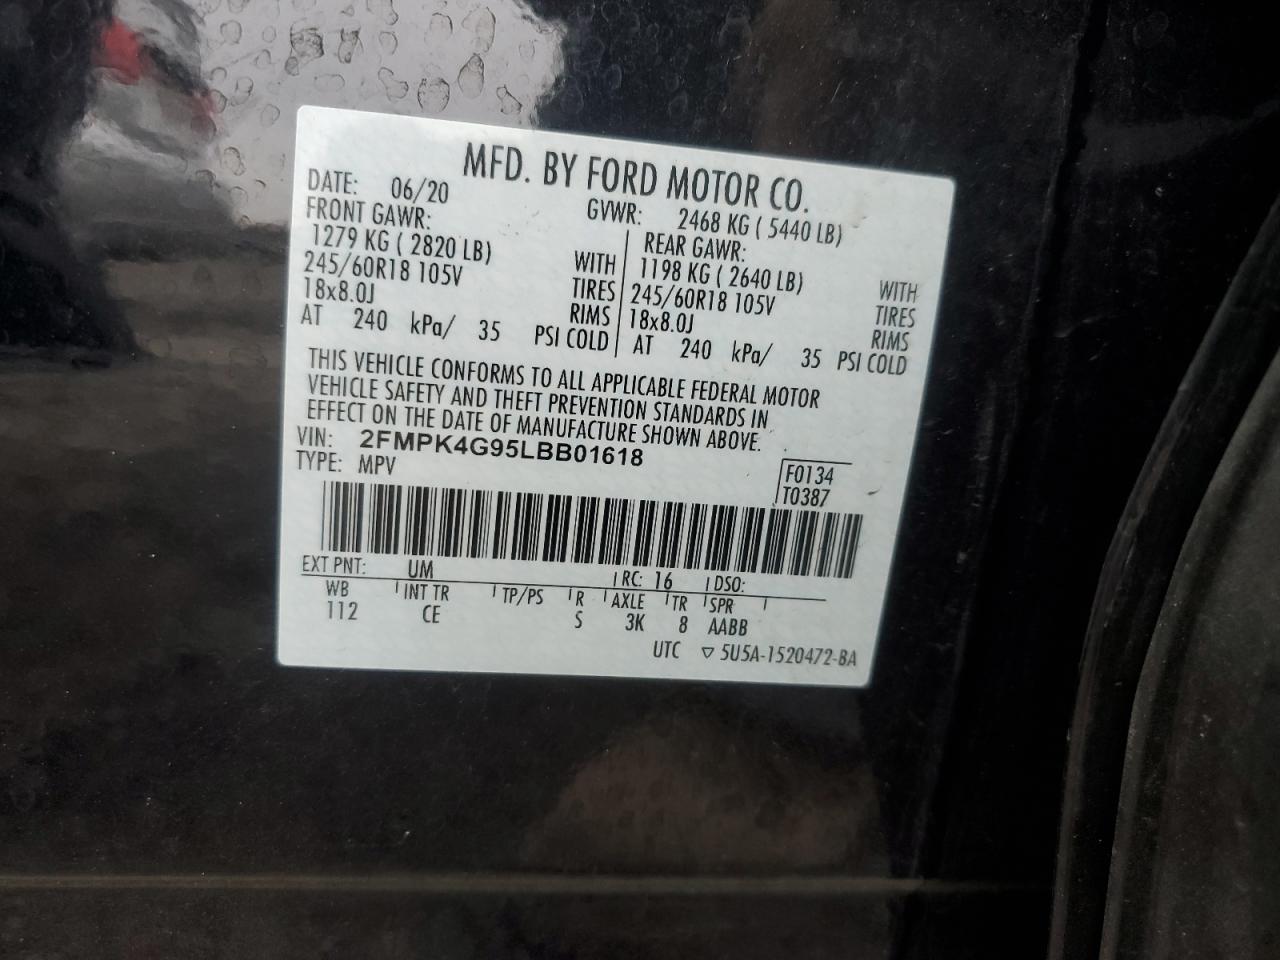 MFD. BY FORD MOTOR CO.
DATE: 06/20 GVWR: 2468 KG ( 5440 LB)
FRONT GAWR: REAR GAWR:
1279 KG ( 2820 LB) WITH 1198 KG ( 2640 LB) WITH
245/60R18 105V TIRES 245/60R18 105V TIRES
18x8.0J RIMS 18x8.0J RIMS
AT 240 kPa/ 35 PSI COLD AT 240 kPa/ 35 PSI COLD
THIS VEHICLE CONFORMS TO ALL APPLICABLE FEDERAL MOTOR
VEHICLE SAFETY AND THEFT PREVENTION STANDARDS IN
EFFECT ON THE DATE OF MANUFACTURE SHOWN ABOVE.
VIN: 2FMPK4G95LBB01618
TYPE: MPV F0134
T0387
EXT PNT: UM RC: 16 DSO:
WB INT TR TP/PS R AXLE TR SPR
112 CE S 3K 8 AABB
UTC ▽ 5U5A-1520472-BA